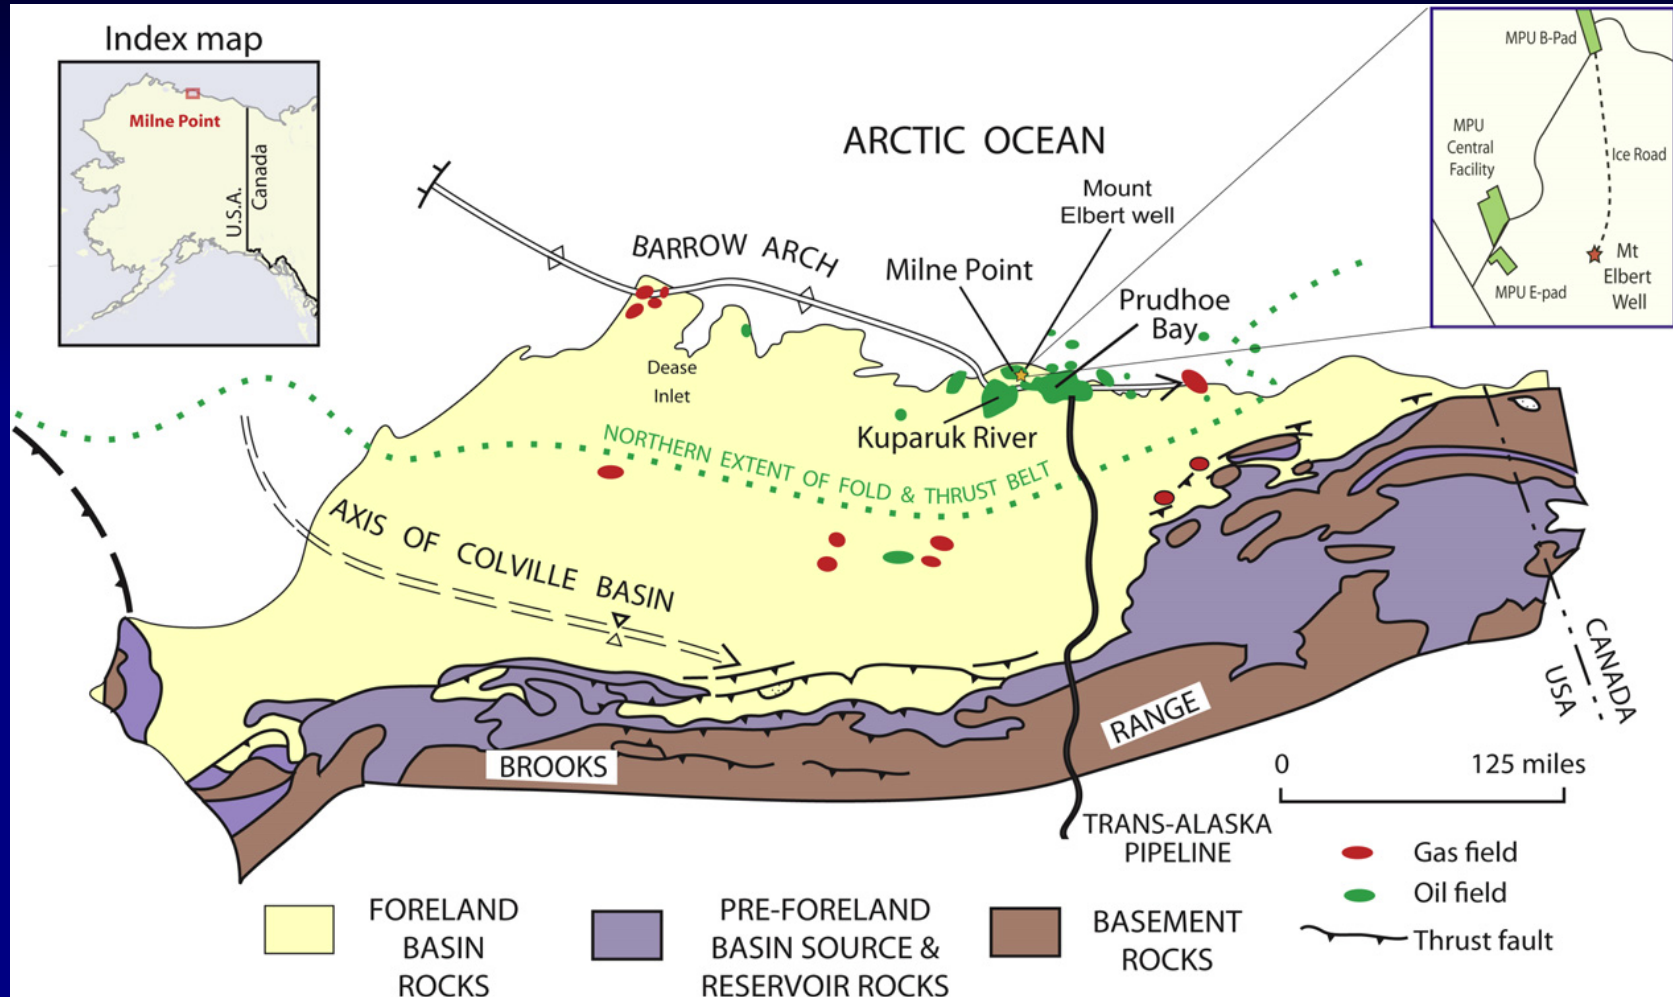 Index map
Milne Point
U.S.A.
Canada
ARCTIC OCEAN
Mount
Elbert well
BARROW ARCH
Milne Point
Prudhoe
Bay
Dease
Inlet
Kuparuk River
NORTHERN EXTENT OF FOLD & THRUST BELT
AXIS OF COLVILLE BASIN
BROOKS
RANGE
CANADA
USA
TRANS-ALASKA
PIPELINE
MPU B-Pad
MPU
Central
Facility
Ice Road
Mt
Elbert
Well
MPU E-pad
0 125 miles
Gas field
Oil field
Thrust fault
FORELAND
BASIN
ROCKS
PRE-FORELAND
BASIN SOURCE &
RESERVOIR ROCKS
BASEMENT
ROCKS